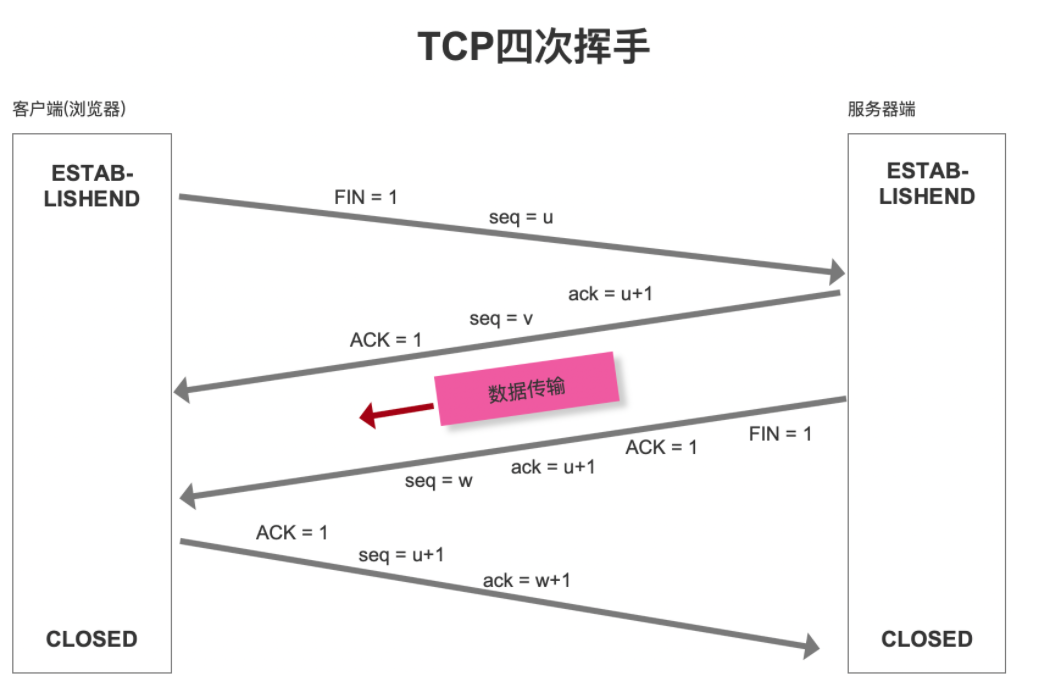 TCP四次挥手
客户端(浏览器)
服务器端
ESTAB-
LISHEND
ESTAB-
LISHEND
FIN = 1
seq = u
ack = u+1
seq = v
ACK = 1
数据传输
FIN = 1
ACK = 1
ack = u+1
seq = w
ACK = 1
seq = u+1
ack = w+1
CLOSED
CLOSED